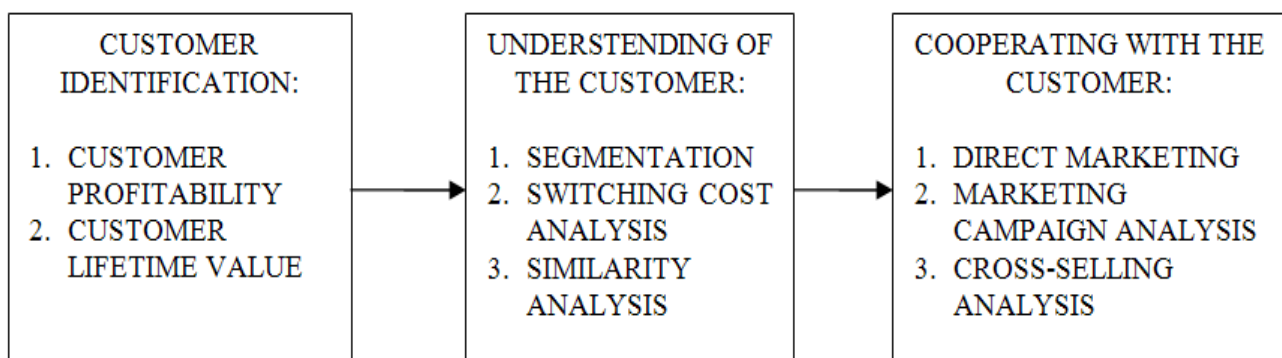 CUSTOMER
IDENTIFICATION:
1. CUSTOMER
PROFITABILITY
2. CUSTOMER
LIFETIME VALUE
UNDERSTENDING OF
THE CUSTOMER:
1. SEGMENTATION
2. SWITCHING COST
ANALYSIS
3. SIMILARITY
ANALYSIS
COOPERATING WITH THE
CUSTOMER:
1. DIRECT MARKETING
2. MARKETING
CAMPAIGN ANALYSIS
3. CROSS-SELLING
ANALYSIS